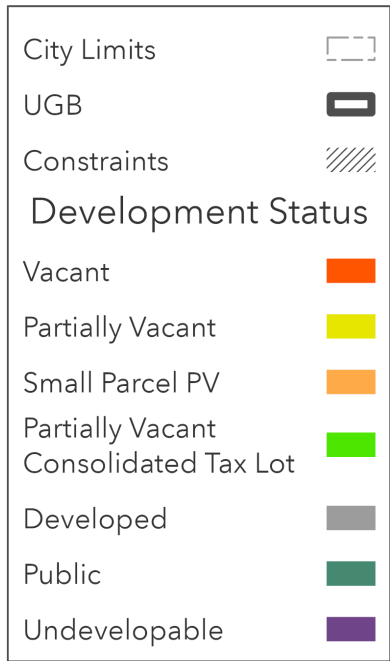 City Limits
UGB
Constraints
Development Status
Vacant
Partially Vacant
Small Parcel PV
Partially Vacant
Consolidated Tax Lot
Developed
Public
Undevelopable